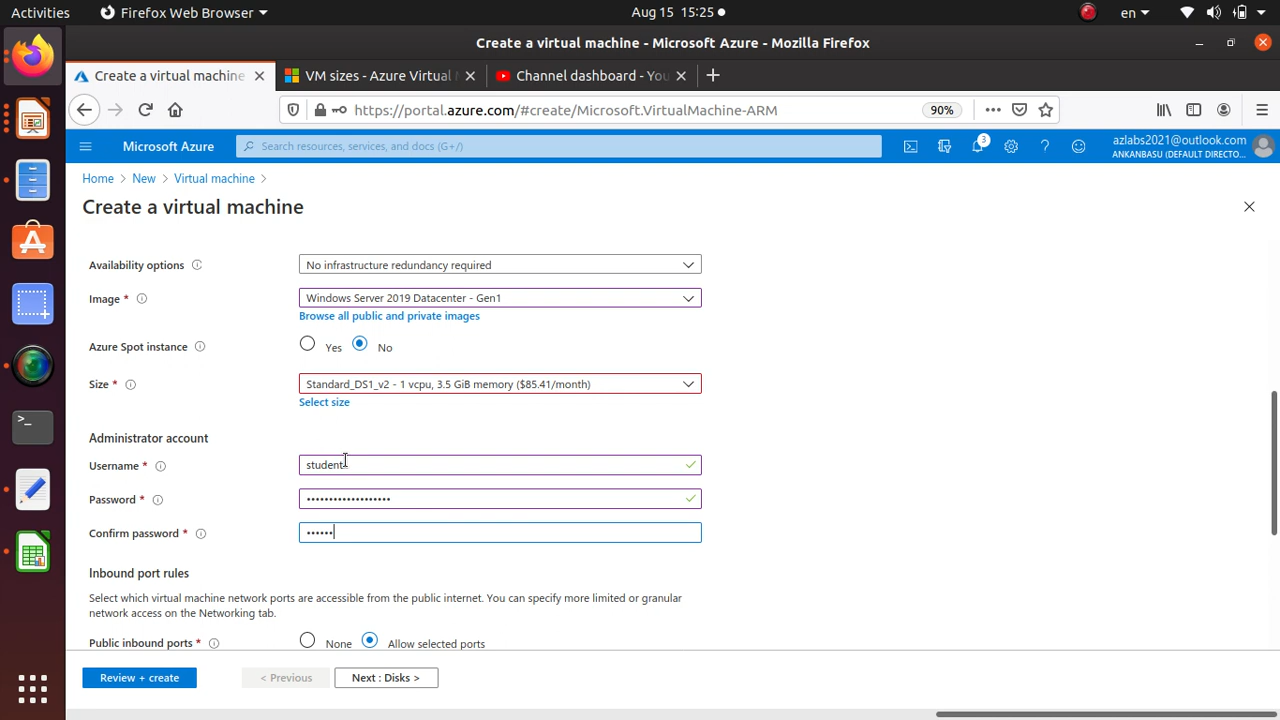 Activities Firefox Web Browser Aug 15 15:25 en
Create a virtual machine - Microsoft Azure - Mozilla Firefox
Create a virtual machine VM sizes - Azure Virtual Channel dashboard - You
https://portal.azure.com/#create/Microsoft.VirtualMachine-ARM 90%
Microsoft Azure Search resources, services, and docs (G+/) 3 azlabs2021@outlook.com
ANKANBASU (DEFAULT DIRECTO...
Home > New > Virtual machine >
Create a virtual machine
Availability options No infrastructure redundancy required
Image * Windows Server 2019 Datacenter - Gen1
Browse all public and private images
Azure Spot instance Yes No
Size * Standard_DS1_v2 - 1 vcpu, 3.5 GiB memory ($85.41/month)
Select size
Administrator account
Username * student
Password * •••••••••••••••••••
Confirm password * ••••••
Inbound port rules
Select which virtual machine network ports are accessible from the public internet. You can specify more limited or granular
network access on the Networking tab.
Public inbound ports * None Allow selected ports
Review + create < Previous Next : Disks >